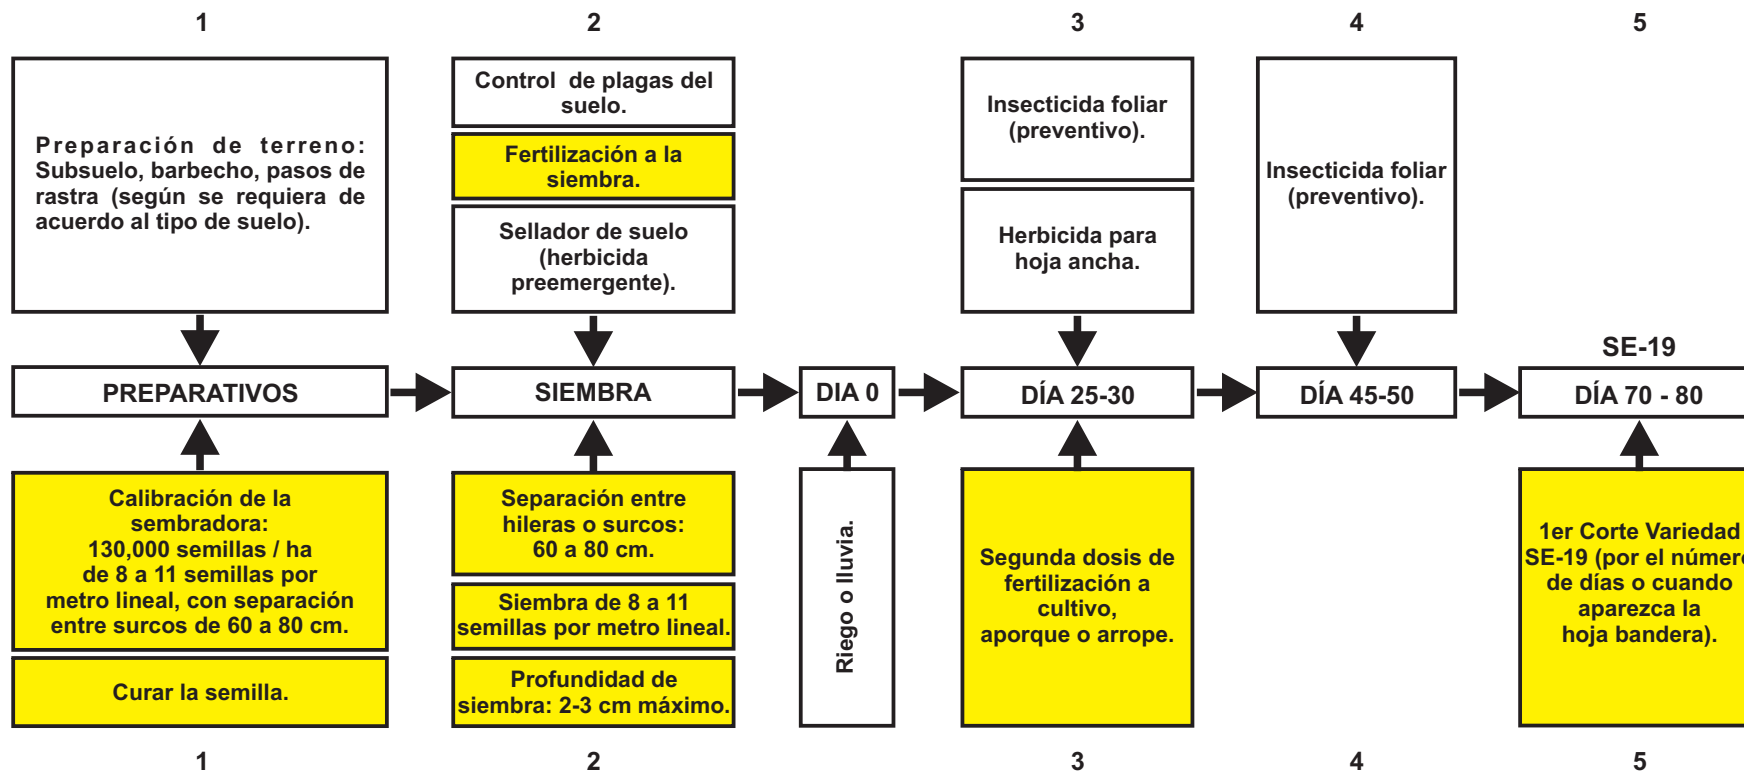 1
2
3
4
5
Preparación de terreno:
Subsuelo, barbecho, pasos de
rastra (según se requiera de
acuerdo al tipo de suelo).
Control de plagas del
suelo.
Fertilización a la
siembra.
Sellador de suelo
(herbicida
preemergente).
Insecticida foliar
(preventivo).
Herbicida para
hoja ancha.
Insecticida foliar
(preventivo).
SE-19
PREPARATIVOS
SIEMBRA
DIA 0
DÍA 25-30
DÍA 45-50
DÍA 70 - 80
Calibración de la
sembradora:
130,000 semillas / ha
de 8 a 11 semillas por
metro lineal, con separación
entre surcos de 60 a 80 cm.
Curar la semilla.
Separación entre
hileras o surcos:
60 a 80 cm.
Siembra de 8 a 11
semillas por metro lineal.
Profundidad de
siembra: 2-3 cm máximo.
Riego o lluvia.
Segunda dosis de
fertilización a
cultivo,
aporque o arrope.
1er Corte Variedad
SE-19 (por el número
de días o cuando
aparezca la
hoja bandera).
1
2
3
4
5